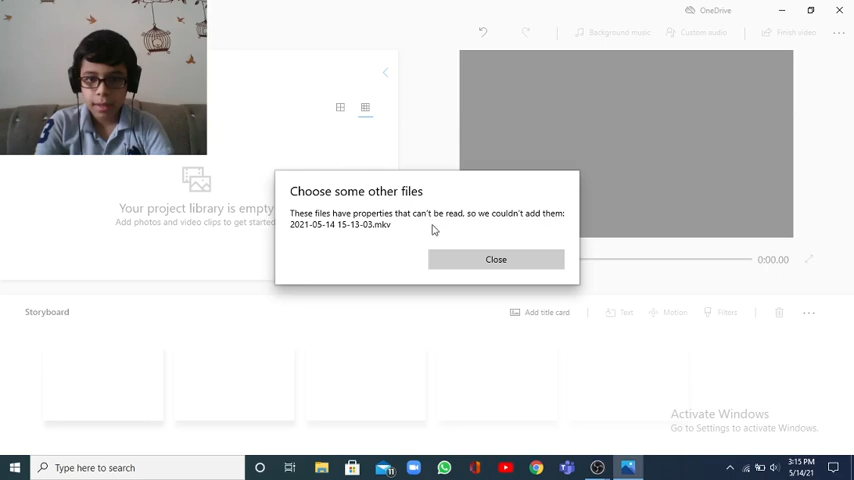 OneDrive
Background music
Custom audio
Finish video
Choose some other files
These files have properties that can't be read, so we couldn't add them:
2021-05-14 15-13-03.mkv
Close
Your project library is empty
Add photos and video clips to get started
0:00.00
Storyboard
Add title card
Text
Motion
Filters
Activate Windows
Go to Settings to activate Windows.
Type here to search
11
3:15 PM
5/14/21